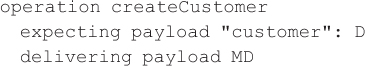 operation createCustomer
expecting payload "customer": D
delivering payload MD